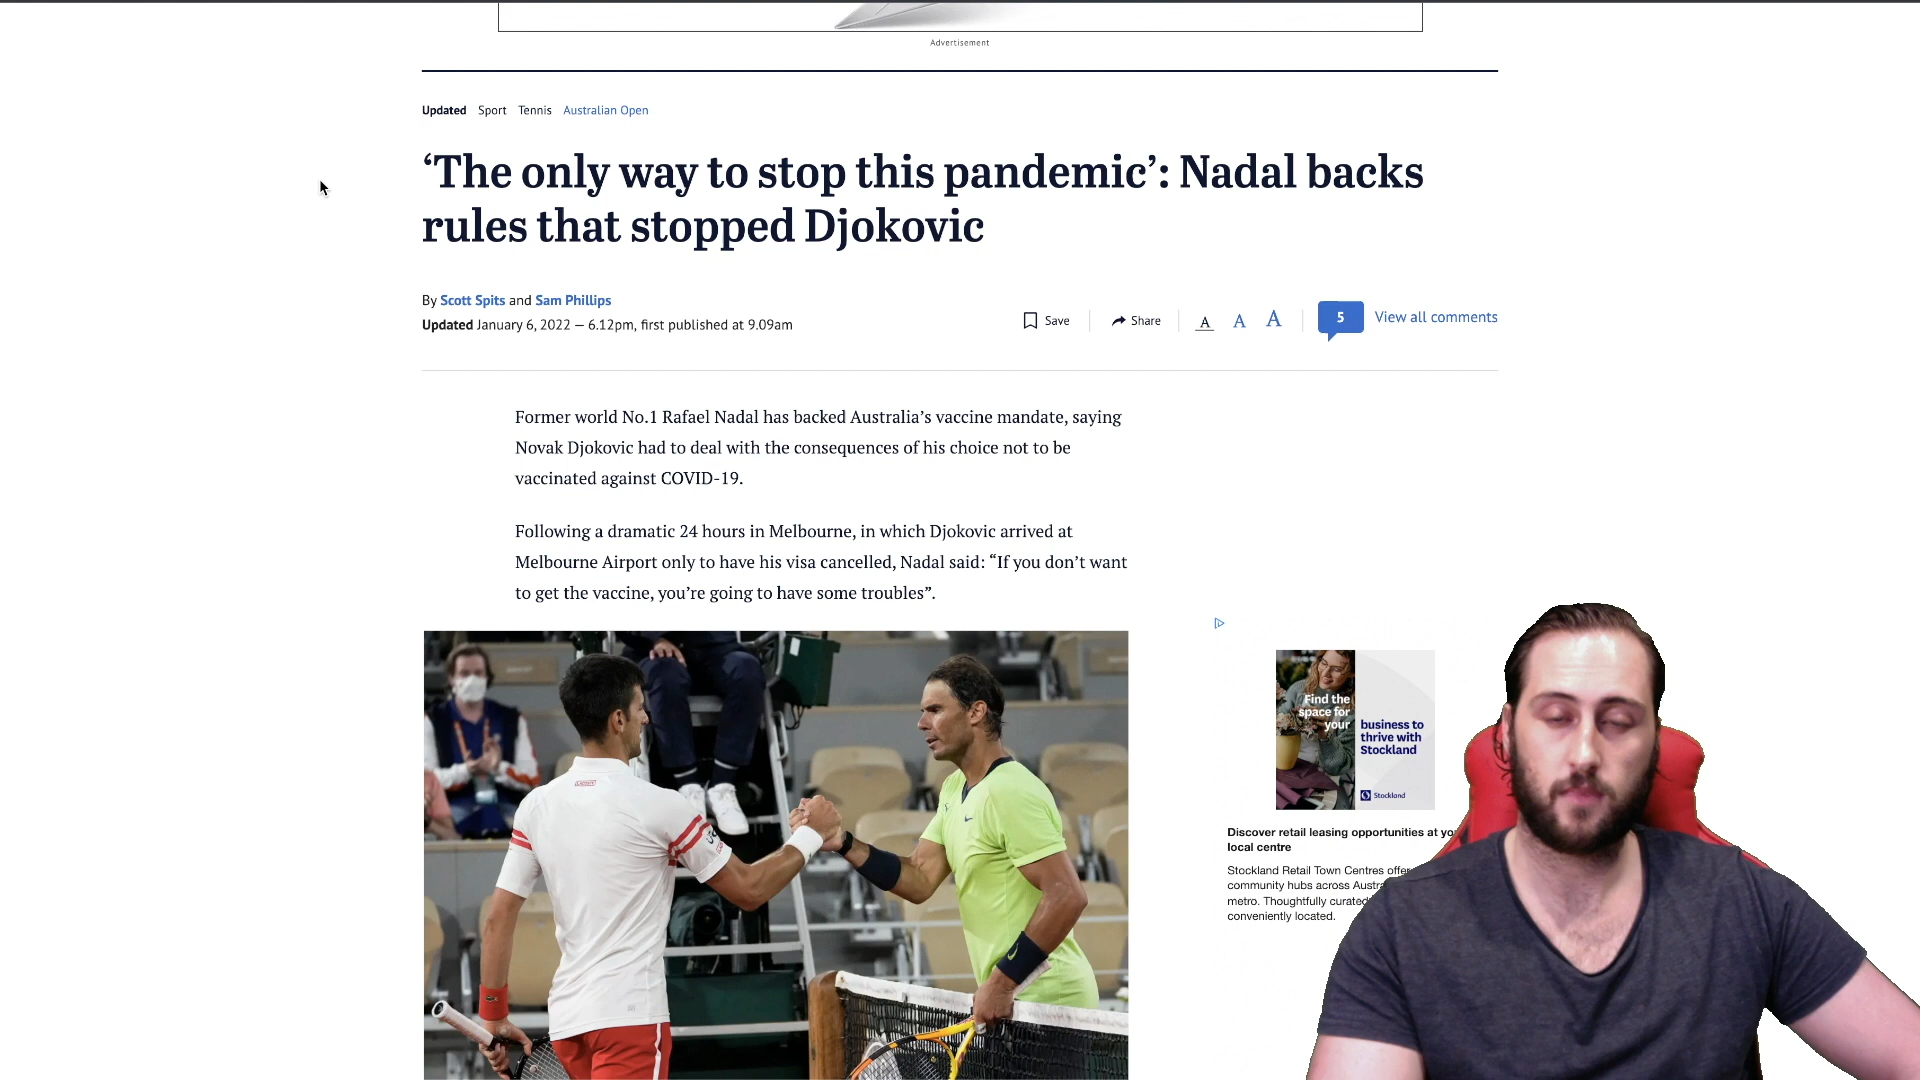 Advertisement
Updated Sport Tennis Australian Open
‘The only way to stop this pandemic’: Nadal backs
rules that stopped Djokovic
By Scott Spits and Sam Phillips
Updated January 6, 2022 — 6.12pm, first published at 9.09am
Save
Share
A A A
5
View all comments
Former world No.1 Rafael Nadal has backed Australia’s vaccine mandate, saying
Novak Djokovic had to deal with the consequences of his choice not to be
vaccinated against COVID-19.
Following a dramatic 24 hours in Melbourne, in which Djokovic arrived at
Melbourne Airport only to have his visa cancelled, Nadal said: “If you don’t want
to get the vaccine, you’re going to have some troubles”.
Find the
space for
your
business to
thrive with
Stockland
Stockland
Discover retail leasing opportunities at
local centre
Stockland Retail Town Centres
community hubs across
metro. Thoughtfully curated
conveniently located.